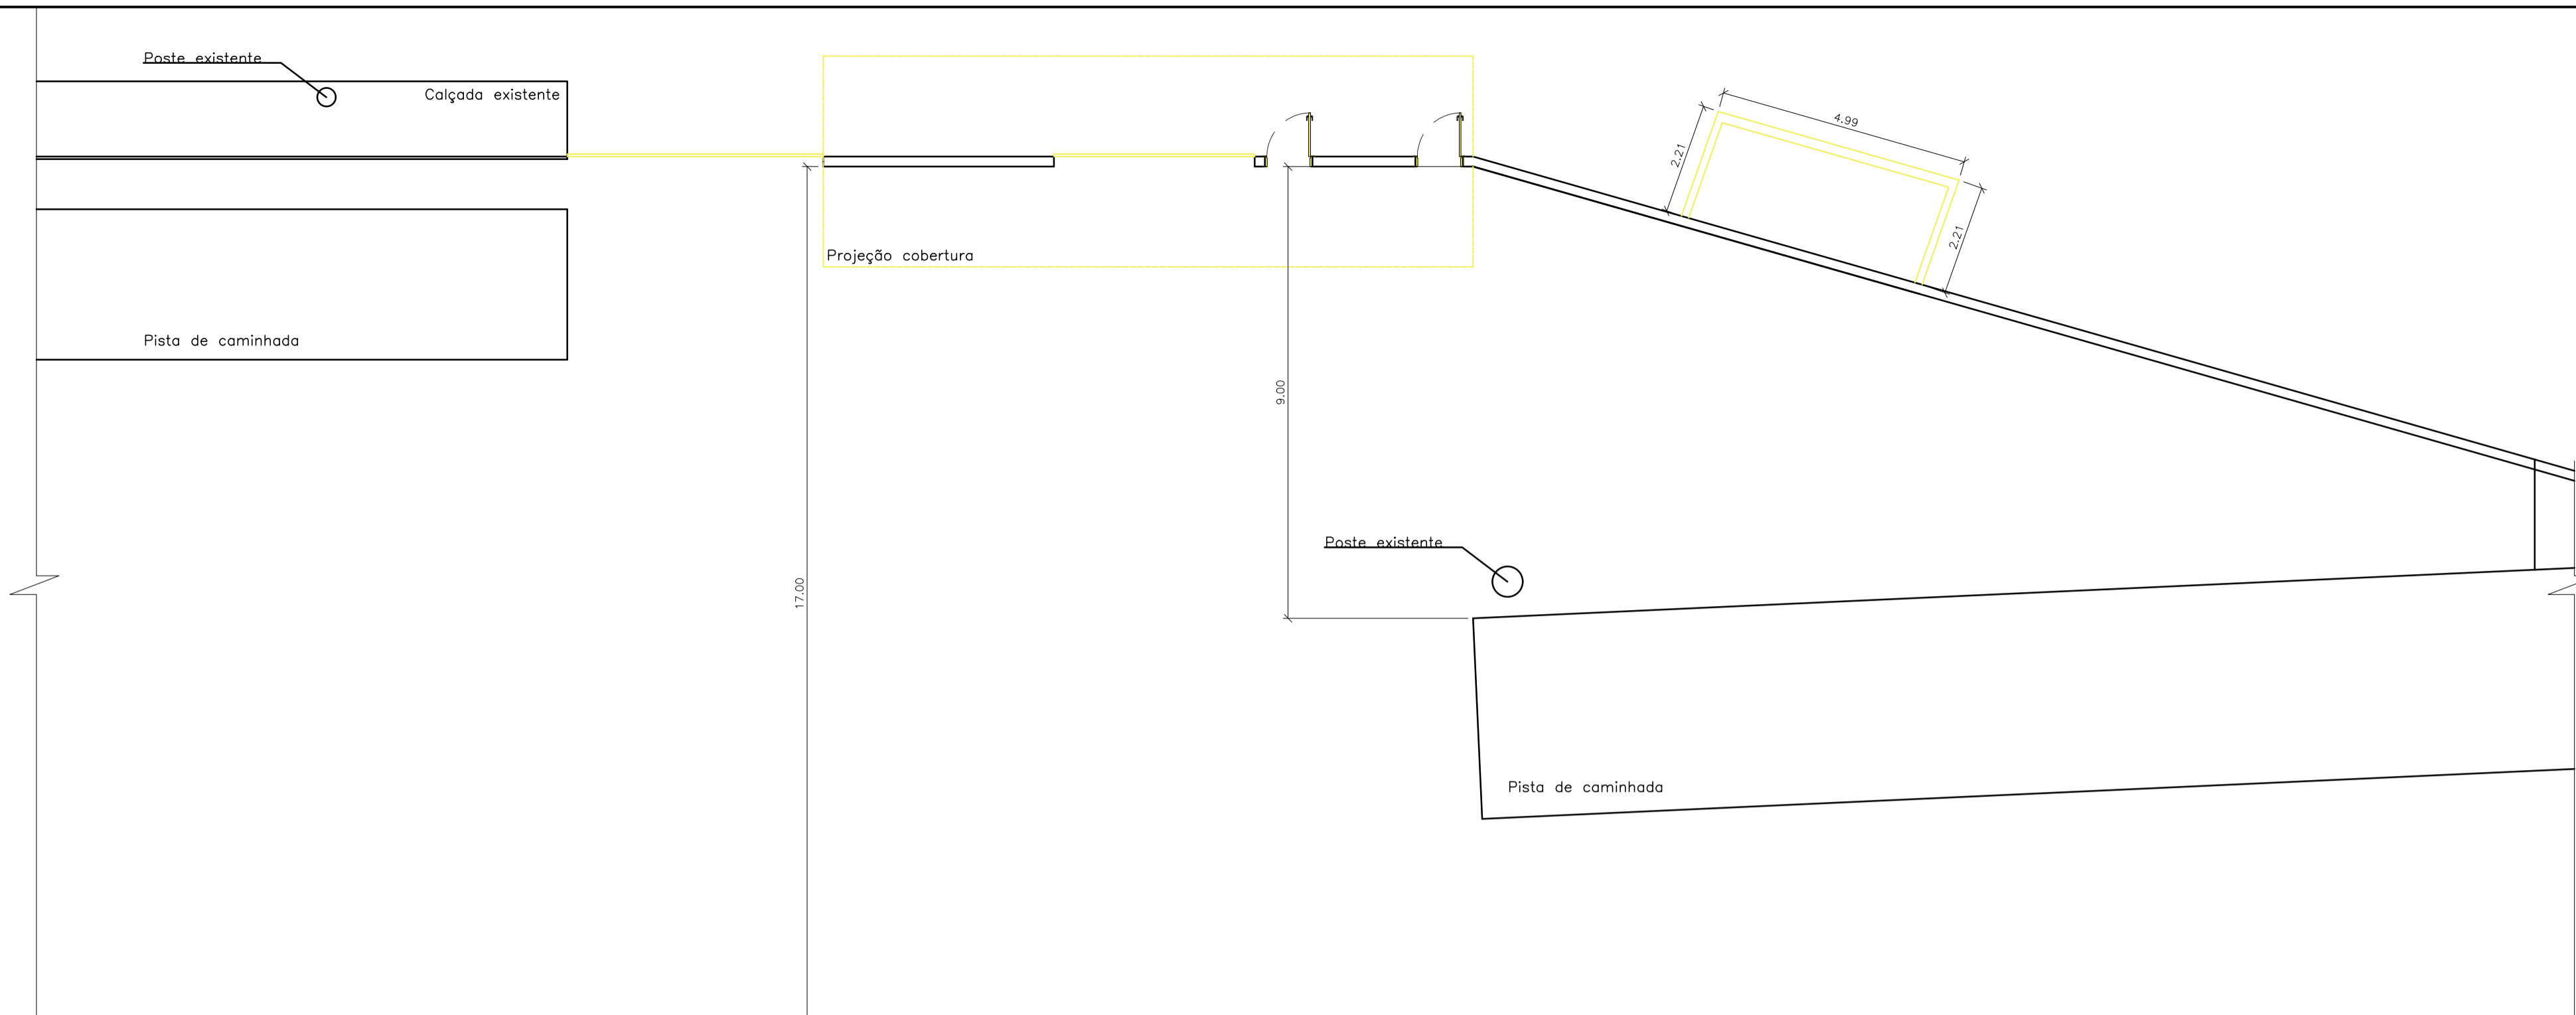 Poste existente
Calçada existente
4.99
2.21
2.21
Projeção cobertura
Pista de caminhada
9.00
Poste existente
17.00
Pista de caminhada